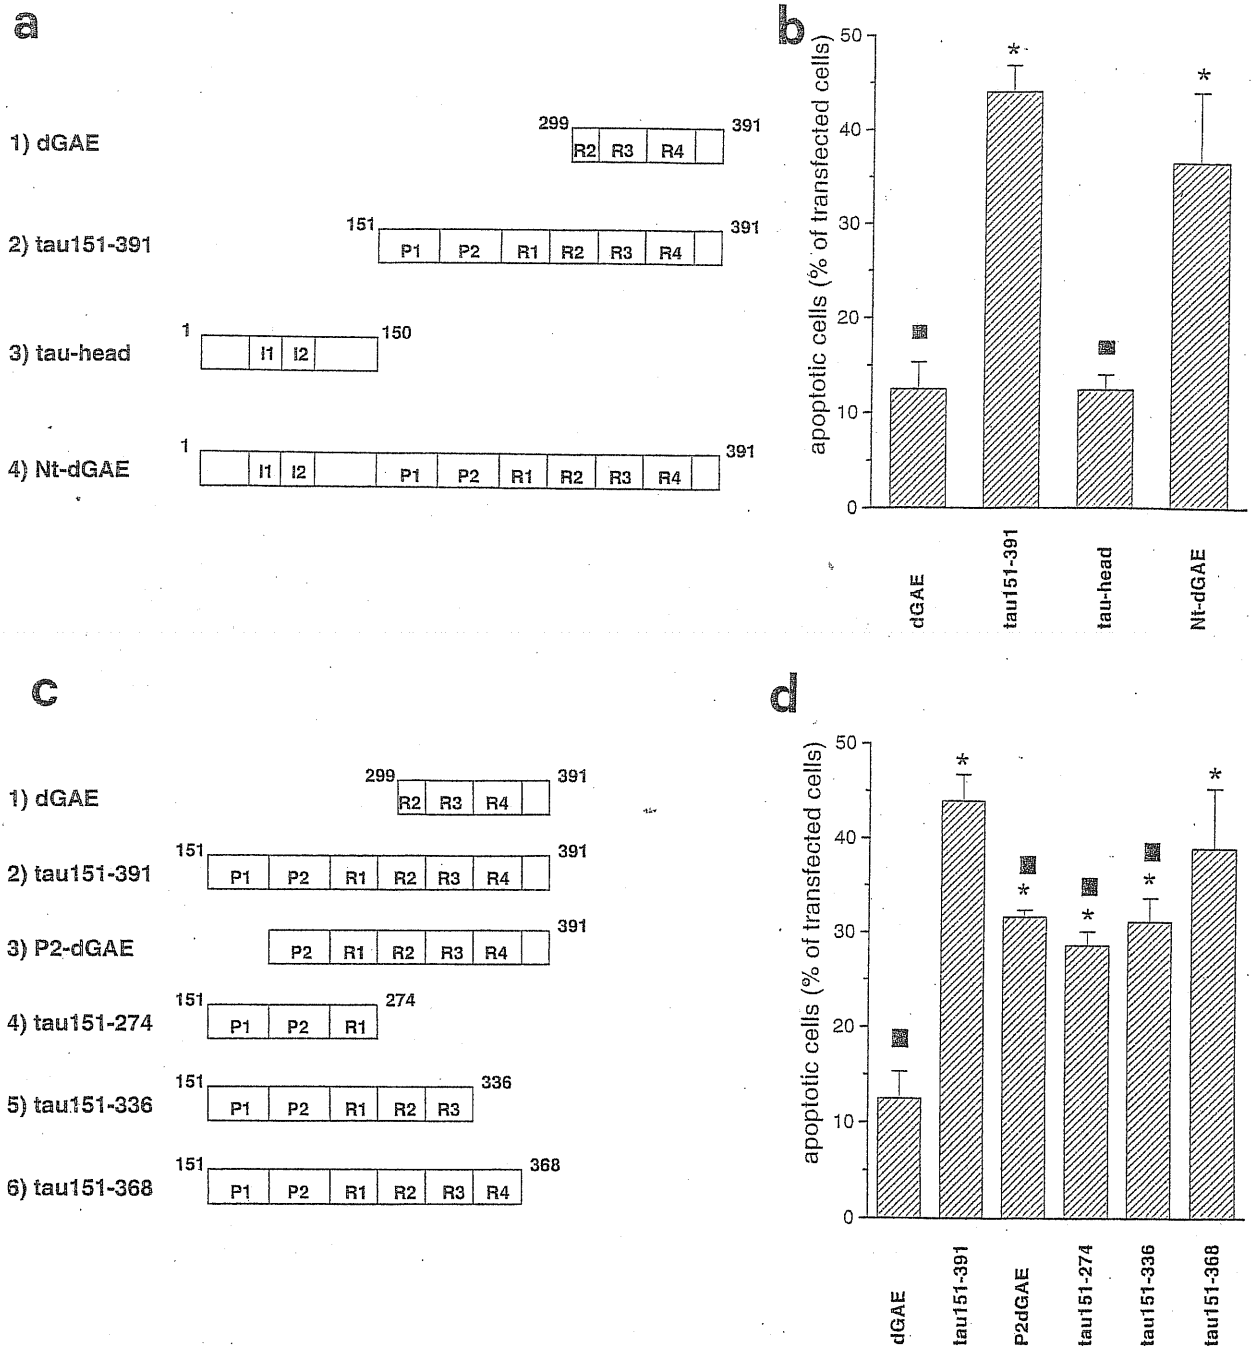 a
299
391
1) dGAE
R2 R3 R4
151
391
2) tau151-391
P1 P2 R1 R2 R3 R4
1
150
3) tau-head
I1 I2
1
391
4) Nt-dGAE
I1 I2 P1 P2 R1 R2 R3 R4
b
apoptotic cells (% of transfected cells)
50
*
*
40
30
20
10
0
dGAE
tau151-391
tau-head
Nt-dGAE
c
299
391
1) dGAE
R2 R3 R4
151
391
2) tau151-391
P1 P2 R1 R2 R3 R4
391
3) P2-dGAE
P2 R1 R2 R3 R4
151
274
4) tau151-274
P1 P2 R1
151
336
5) tau151-336
P1 P2 R1 R2 R3
151
368
6) tau151-368
P1 P2 R1 R2 R3 R4
d
apoptotic cells (% of transfected cells)
50
*
*
40
*
*
*
30
20
10
0
dGAE
tau151-391
P2dGAE
tau151-274
tau151-336
tau151-368